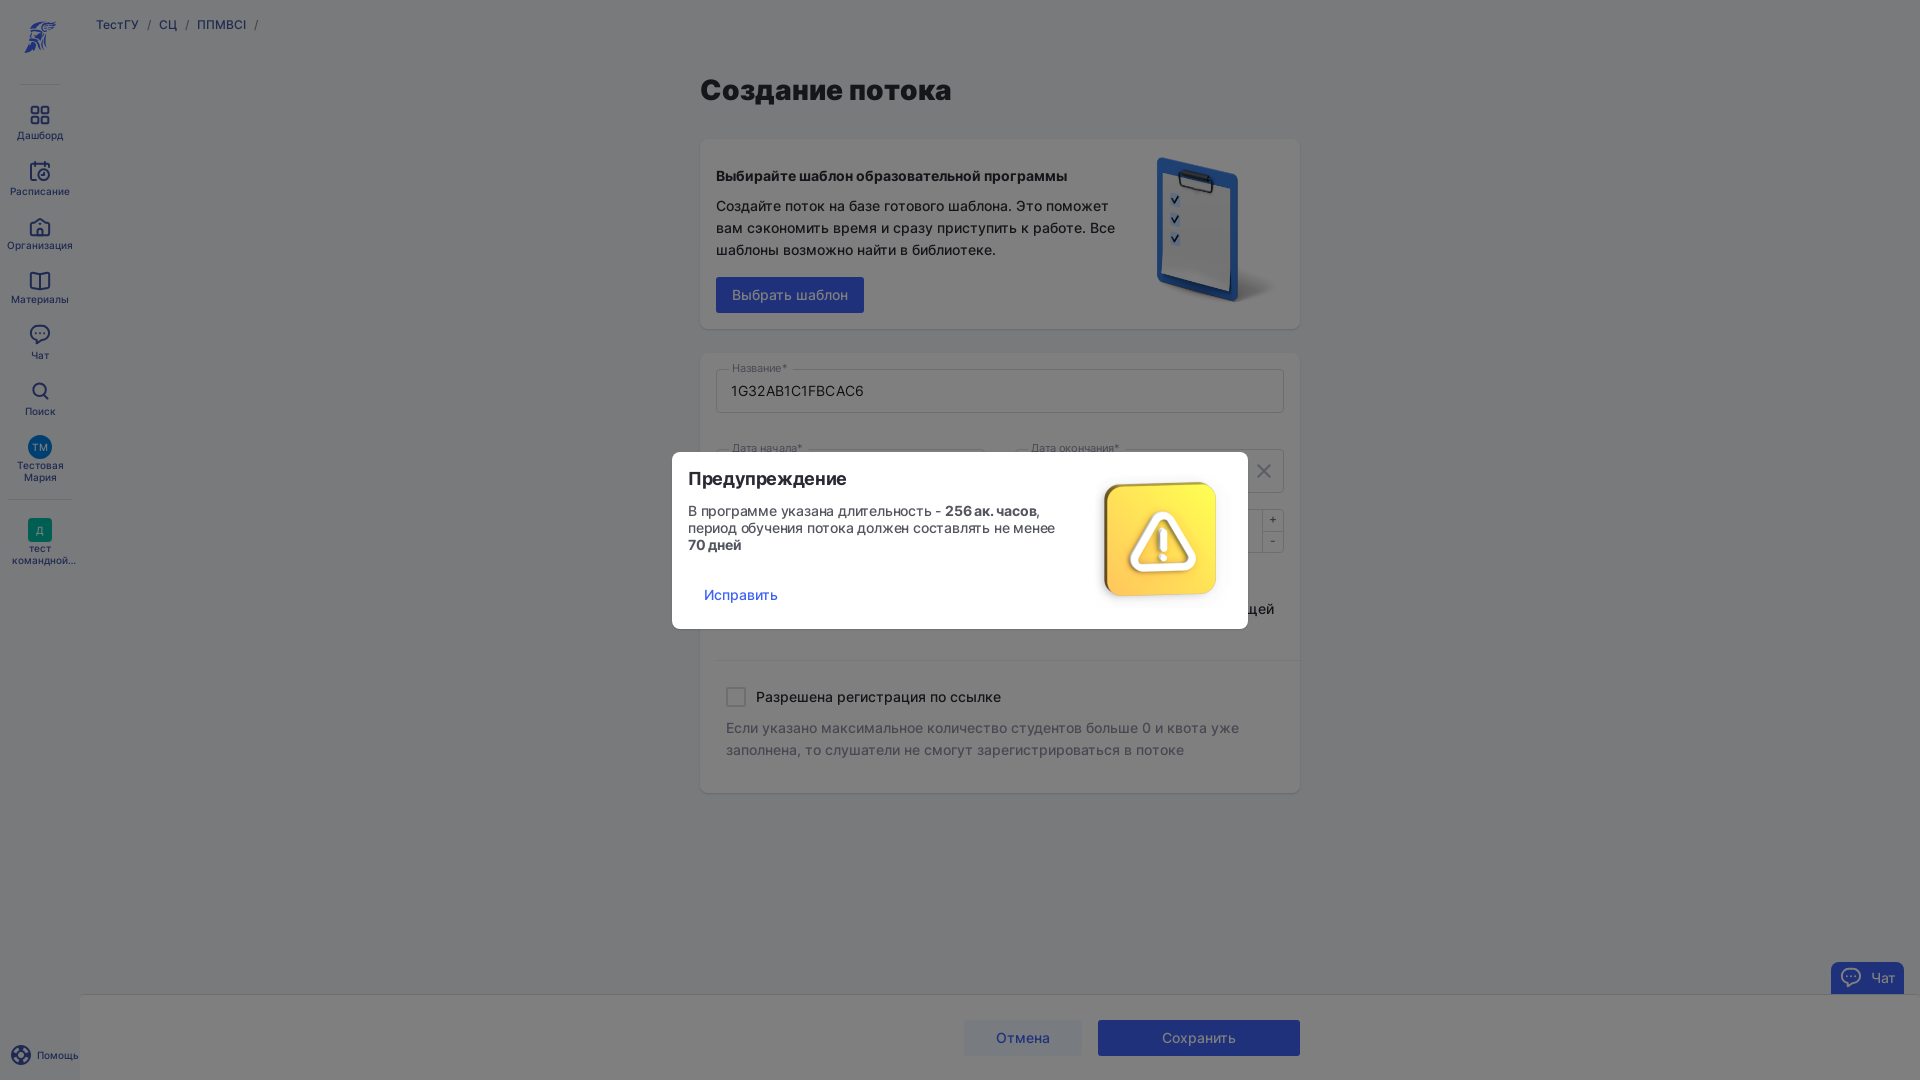 ТестГУ / СЦ / ППМВСІ /
Создание потока
Выбирайте шаблон образовательной программы
Создайте поток на базе готового шаблона. Это поможет
вам сэкономить время и сразу приступить к работе. Все
шаблоны возможно найти в библиотеке.
Выбрать шаблон
Название*
1G32AB1C1FBCAC6
Дата начала*
Дата окончания*
Предупреждение
В программе указана длительность - 256 ак. часов,
период обучения потока должен составлять не менее
70 дней
Исправить
+
-
щей
Разрешена регистрация по ссылке
Если указано максимальное количество студентов больше 0 и квота уже
заполнена, то слушатели не смогут зарегистрироваться в потоке
Отмена
Сохранить
Чат
Дашборд
Расписание
Организация
Материалы
Чат
Поиск
ТМ
Тестовая
Мария
Д
тест
командной...
Помощь